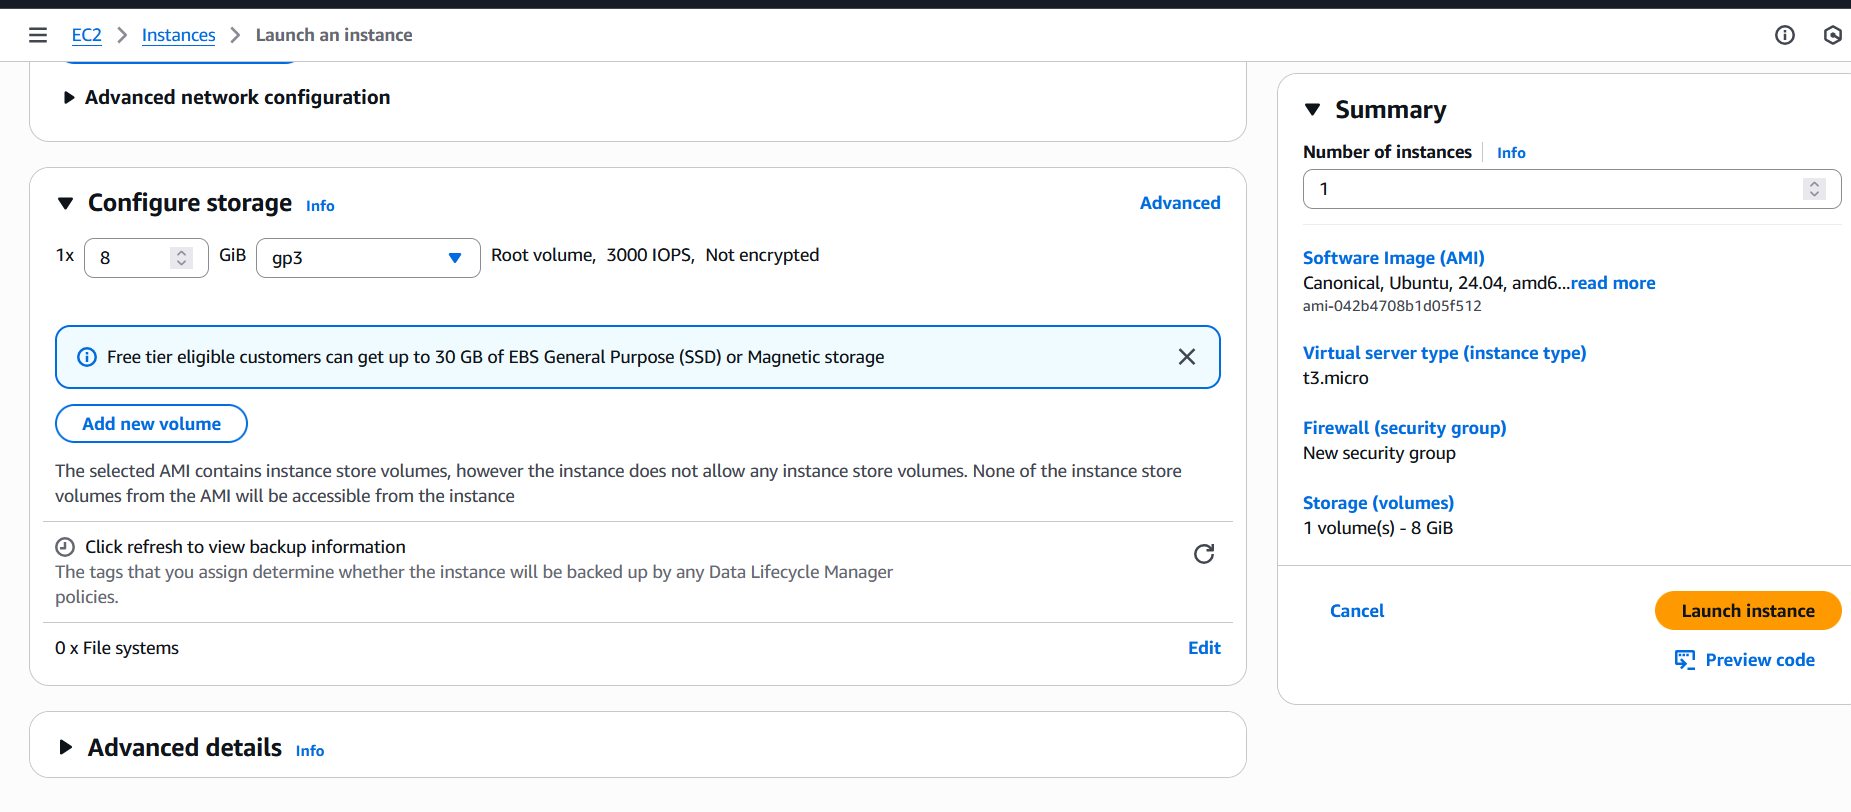 EC2 > Instances > Launch an instance
Advanced network configuration
Configure storage Info
Advanced
1x 8 GiB gp3 Root volume, 3000 IOPS, Not encrypted
Free tier eligible customers can get up to 30 GB of EBS General Purpose (SSD) or Magnetic storage
Add new volume
The selected AMI contains instance store volumes, however the instance does not allow any instance store volumes. None of the instance store
volumes from the AMI will be accessible from the instance
Click refresh to view backup information
The tags that you assign determine whether the instance will be backed up by any Data Lifecycle Manager
policies.
0 x File systems
Edit
Advanced details Info
Summary
Number of instances Info
1
Software Image (AMI)
Canonical, Ubuntu, 24.04, amd6...read more
ami-042b4708b1d05f512
Virtual server type (instance type)
t3.micro
Firewall (security group)
New security group
Storage (volumes)
1 volume(s) - 8 GiB
Cancel
Launch instance
Preview code